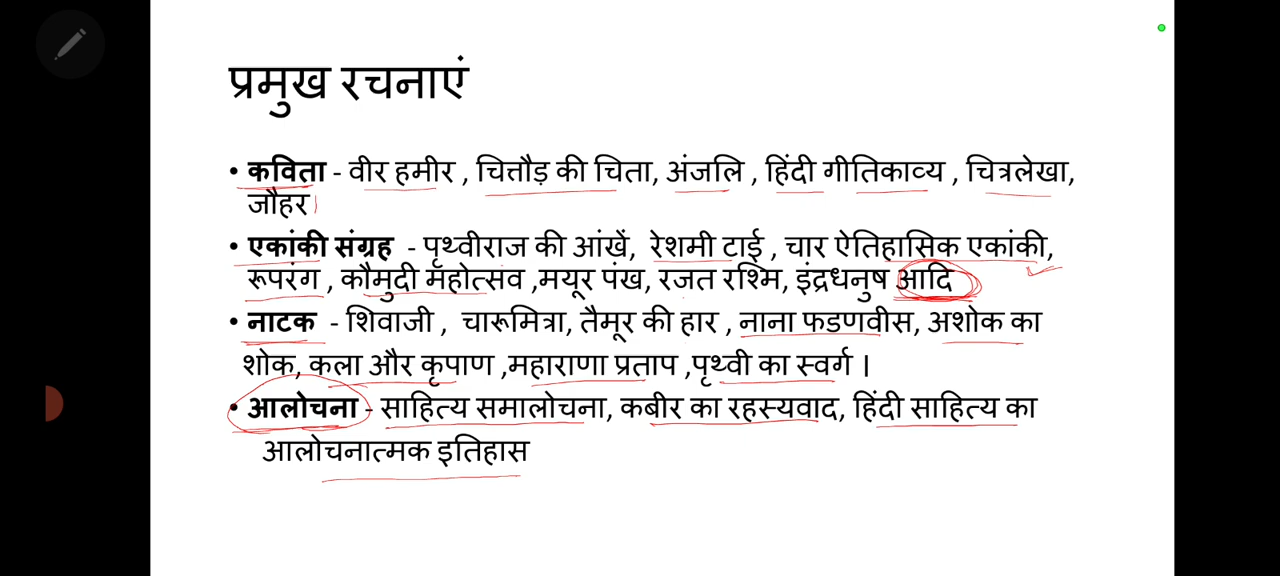 प्रमुख रचनाएं
• कविता - वीर हमीर , चित्तौड़ की चिता, अंजलि , हिंदी गीतिकाव्य , चित्रलेखा,
जौहर
• एकांकी संग्रह - पृथ्वीराज की आंखें, रेशमी टाई , चार ऐतिहासिक एकांकी,
रूपरंग , कौमुदी महोत्सव ,मयूर पंख, रजत रश्मि, इंद्रधनुष आदि
• नाटक - शिवाजी , चारूमित्रा, तैमूर की हार , नाना फडणवीस, अशोक का
शोक, कला और कृपाण ,महाराणा प्रताप ,पृथ्वी का स्वर्ग ।
• आलोचना - साहित्य समालोचना, कबीर का रहस्यवाद, हिंदी साहित्य का
आलोचनात्मक इतिहास